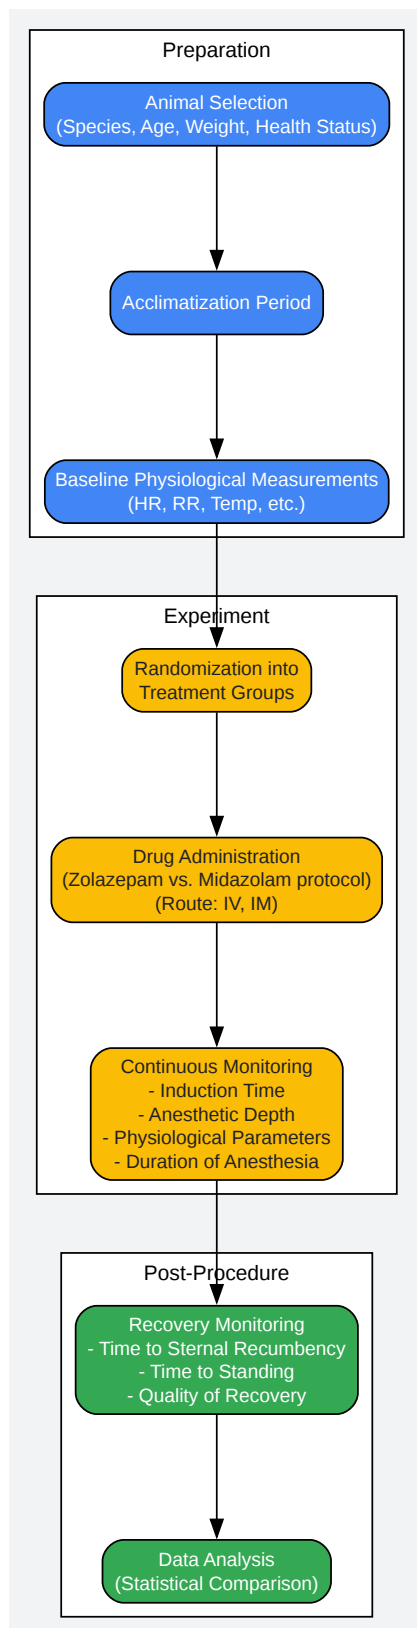 Preparation
Animal Selection
(Species, Age, Weight, Health Status)
Acclimatization Period
Baseline Physiological Measurements
(HR, RR, Temp, etc.)
Experiment
Randomization into
Treatment Groups
Drug Administration
(Zolazepam vs. Midazolam protocol)
(Route: IV, IM)
Continuous Monitoring
- Induction Time
- Anesthetic Depth
- Physiological Parameters
- Duration of Anesthesia
Post-Procedure
Recovery Monitoring
- Time to Sternal Recumbency
- Time to Standing
- Quality of Recovery
Data Analysis
(Statistical Comparison)